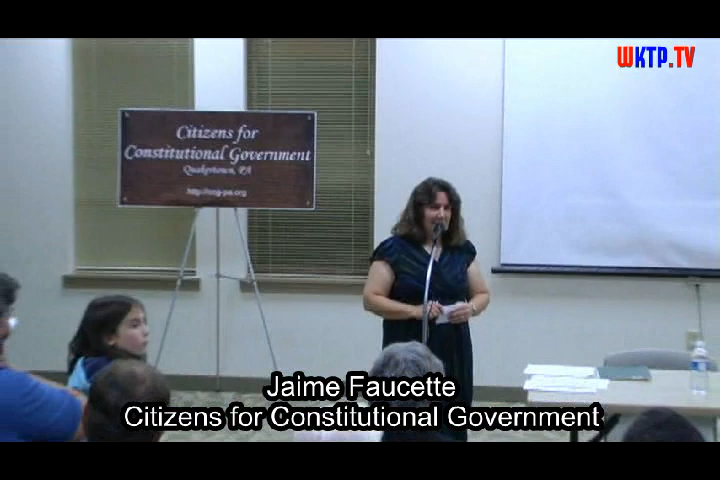 WKTP.TV
Citizens for
Constitutional Government
Quakertown, PA
http://ccg-pa.org
Jaime Faucette
Citizens for Constitutional Government